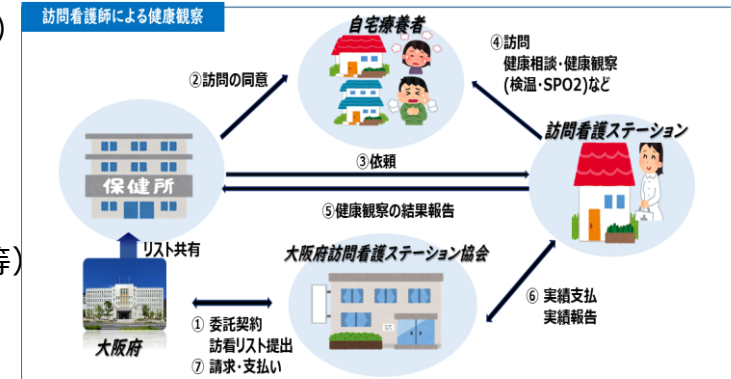 訪問看護師による健康観察
)
自宅療養者
④訪問
健康相談・健康観察
(検温・SPO2)など
②訪問の同意
訪問看護ステーション
③依頼
保健所
⑤健康観察の結果報告
リスト共有
等)
大阪府訪問看護ステーション協会
⑥ 実績支払
実績報告
① 委託契約
訪看リスト提出
⑦ 請求・支払い
大阪府